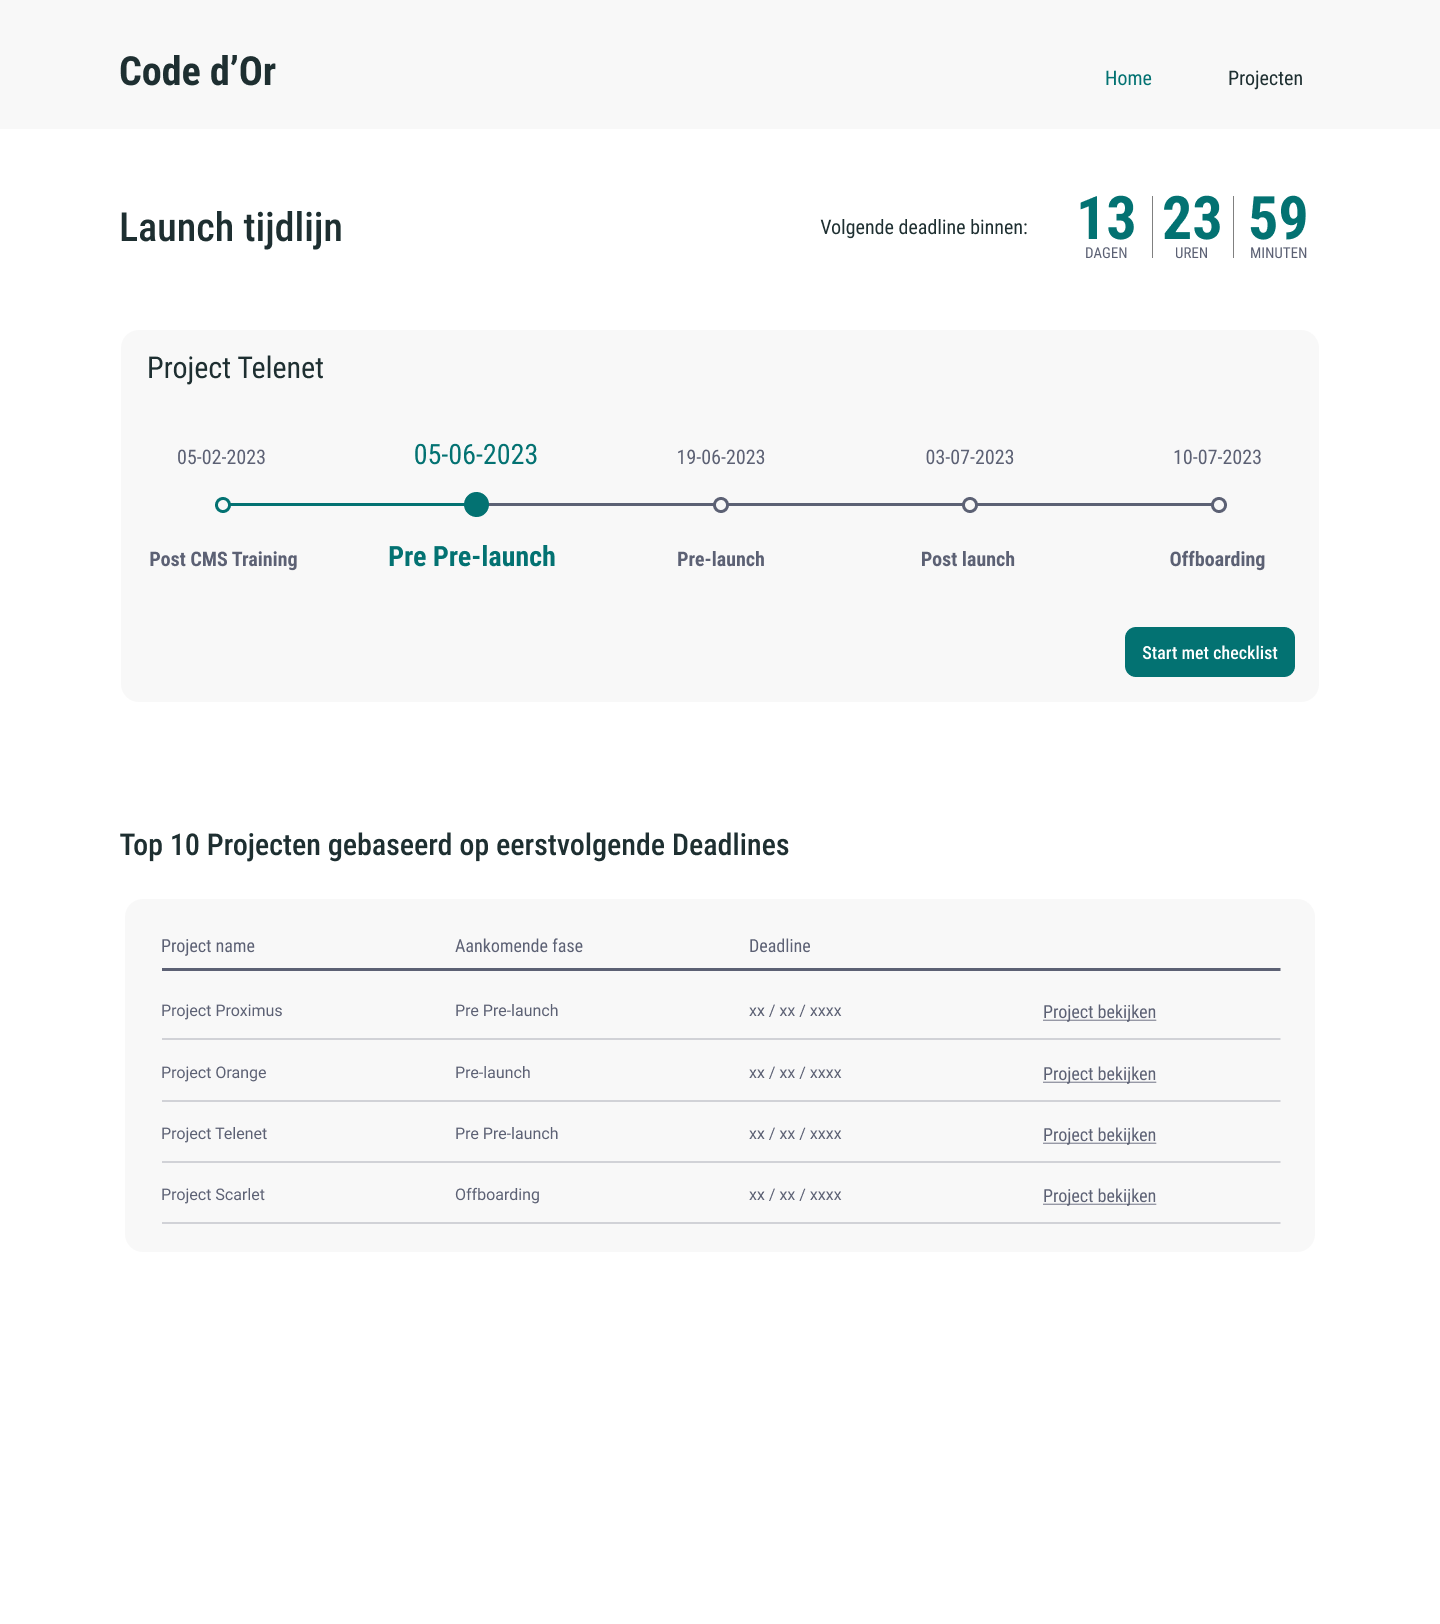 Code d’Or
Home Projecten
Launch tijdlijn
Volgende deadline binnen:
13 23 59
DAGEN UREN MINUTEN
Project Telenet
05-02-2023 05-06-2023 19-06-2023 03-07-2023 10-07-2023
Post CMS Training Pre Pre-launch Pre-launch Post launch Offboarding
Start met checklist
Top 10 Projecten gebaseerd op eerstvolgende Deadlines
Project name Aankomende fase Deadline
Project Proximus Pre Pre-launch xx / xx / xxxx Project bekijken
Project Orange Pre-launch xx / xx / xxxx Project bekijken
Project Telenet Pre Pre-launch xx / xx / xxxx Project bekijken
Project Scarlet Offboarding xx / xx / xxxx Project bekijken